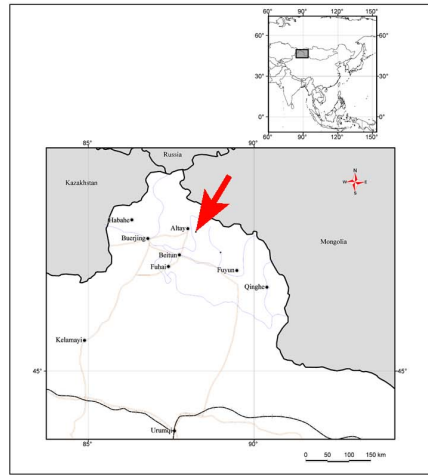 60° 90° 120° 150°
60° 60°
30° 30°
0° 0°
60° 90° 120° 150°
85° 90°
Russia
Kazakhstan
N
W E
S
Habahe
Altay
Buerjing
Mongolia
Beitun
Fuhai
Fuyun
Qinghe
Kelamayi
45° 45°
Urumqi
85° 90°
0 50 100 150 km